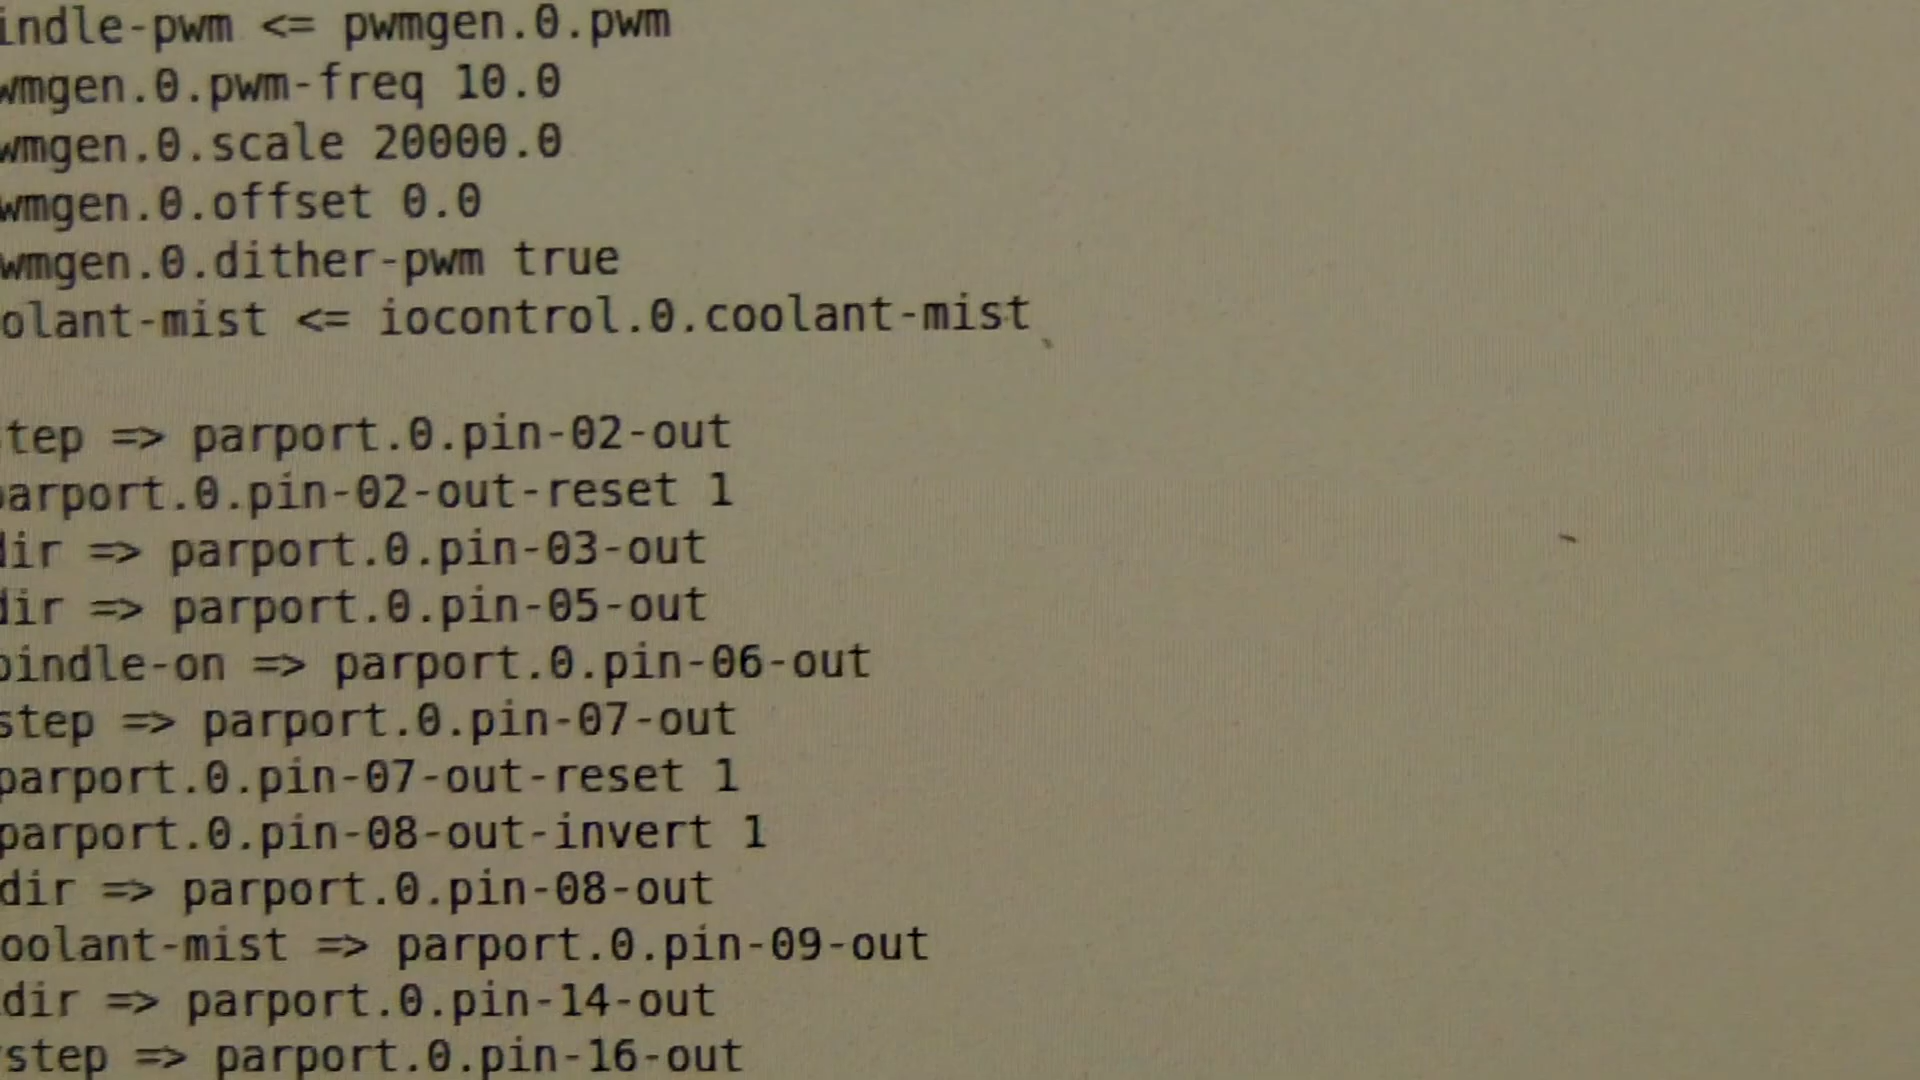 indle-pwm <= pwmgen.0.pwm
wmgen.0.pwm-freq 10.0
wmgen.0.scale 20000.0
wmgen.0.offset 0.0
wmgen.0.dither-pwm true
olant-mist <= iocontrol.0.coolant-mist
tep => parport.0.pin-02-out
parport.0.pin-02-out-reset 1
dir => parport.0.pin-03-out
dir => parport.0.pin-05-out
pindle-on => parport.0.pin-06-out
step => parport.0.pin-07-out
parport.0.pin-07-out-reset 1
parport.0.pin-08-out-invert 1
dir => parport.0.pin-08-out
oolant-mist => parport.0.pin-09-out
dir => parport.0.pin-14-out
step => parport.0.pin-16-out